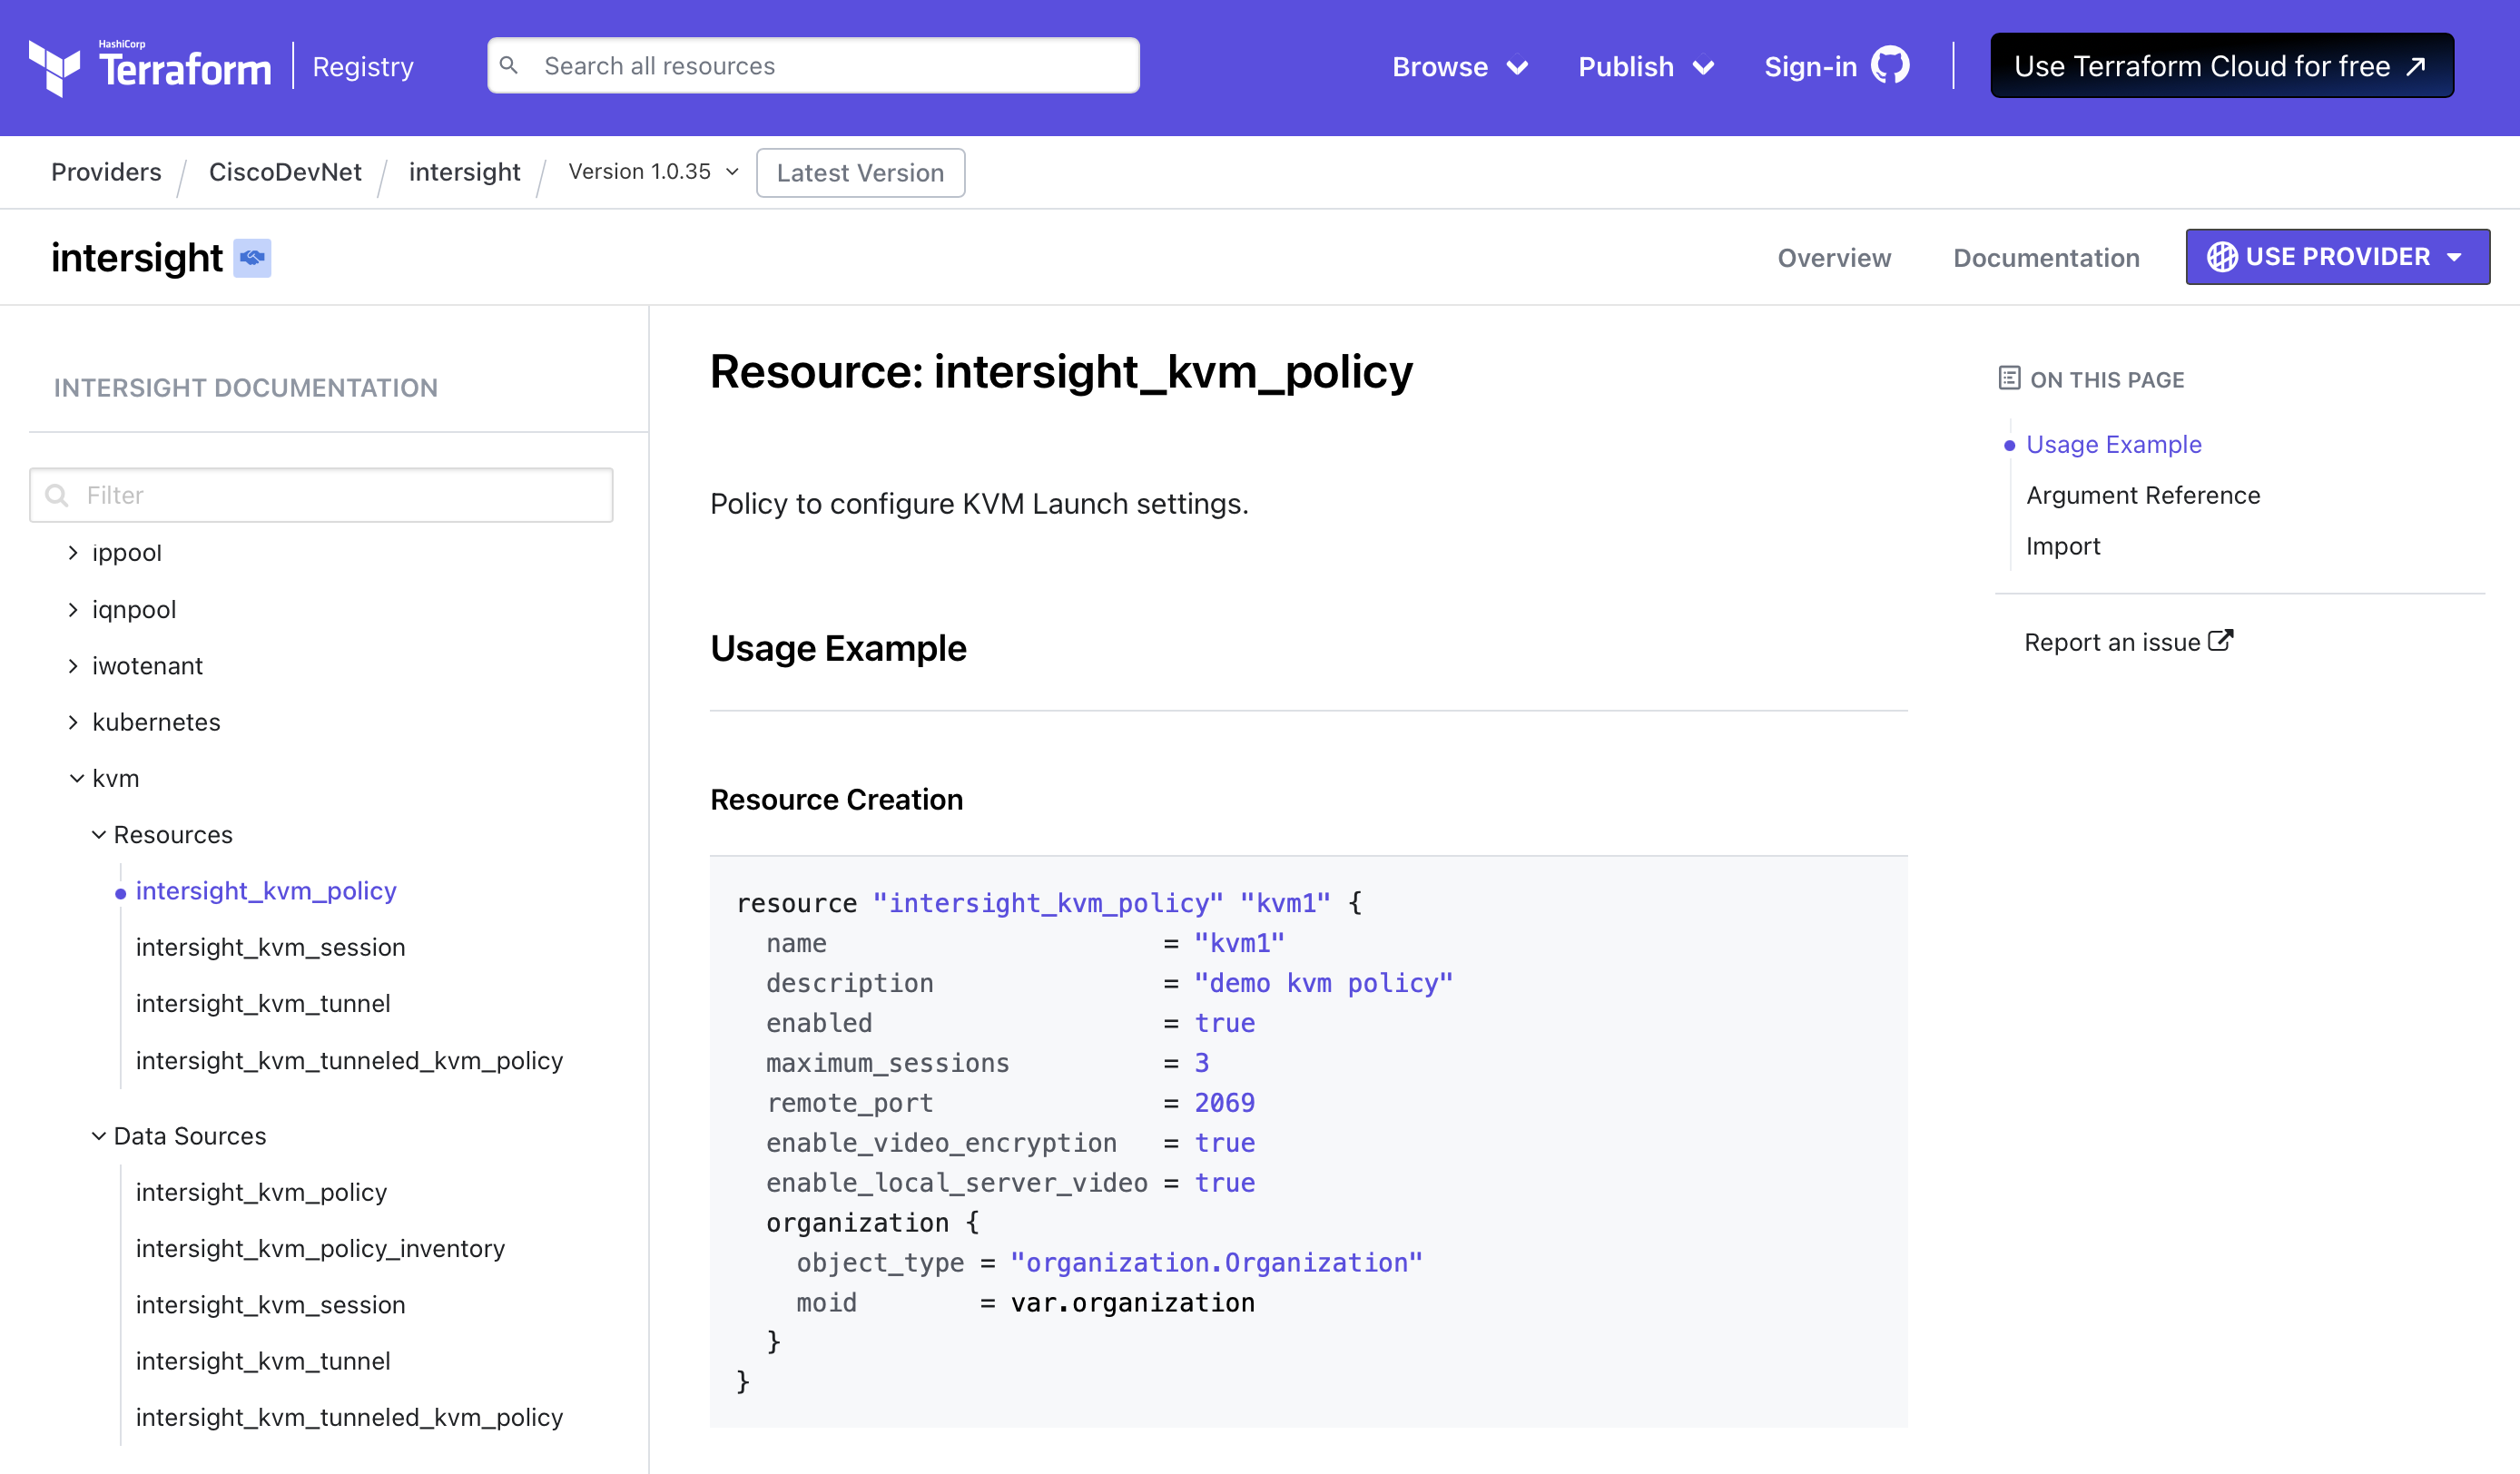 HashiCorp
Terraform
Registry
Search all resources
Browse
Publish
Sign-in
Use Terraform Cloud for free
Providers / CiscoDevNet / intersight / Version 1.0.35
Latest Version
intersight
Overview
Documentation
USE PROVIDER
INTERSIGHT DOCUMENTATION
Filter
ippool
iqnpool
iwotenant
kubernetes
kvm
Resources
intersight_kvm_policy
intersight_kvm_session
intersight_kvm_tunnel
intersight_kvm_tunneled_kvm_policy
Data Sources
intersight_kvm_policy
intersight_kvm_policy_inventory
intersight_kvm_session
intersight_kvm_tunnel
intersight_kvm_tunneled_kvm_policy
Resource: intersight_kvm_policy
Policy to configure KVM Launch settings.
Usage Example
Resource Creation
resource "intersight_kvm_policy" "kvm1" {
  name                      = "kvm1"
  description               = "demo kvm policy"
  enabled                   = true
  maximum_sessions          = 3
  remote_port               = 2069
  enable_video_encryption   = true
  enable_local_server_video = true
  organization {
    object_type = "organization.Organization"
    moid        = var.organization
  }
}
ON THIS PAGE
Usage Example
Argument Reference
Import
Report an issue